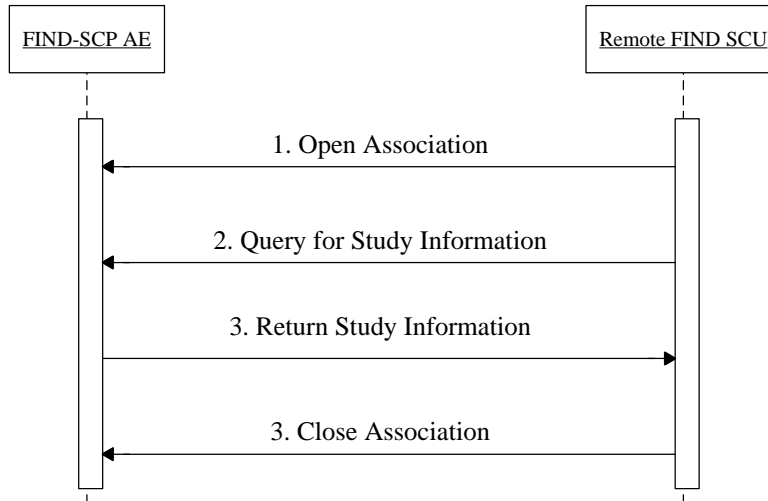 FIND-SCP AE
Remote FIND SCU
1. Open Association
2. Query for Study Information
3. Return Study Information
3. Close Association